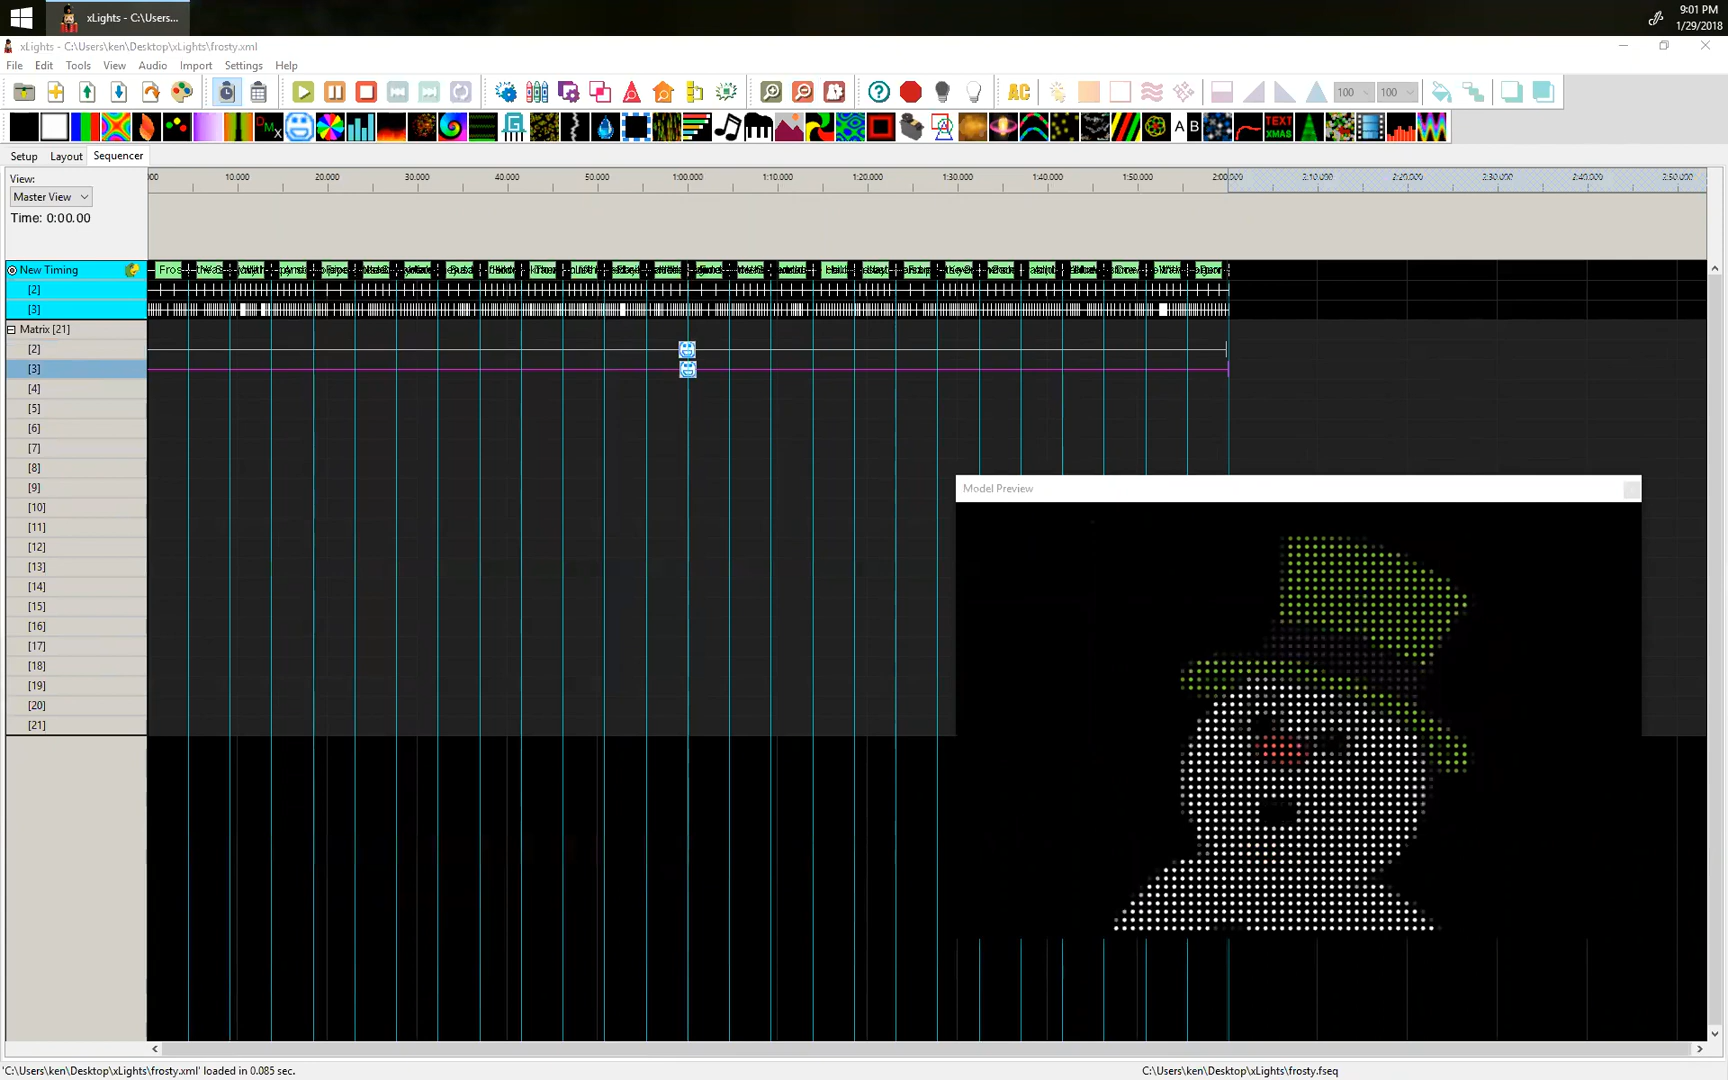 xLights - C:\Users...
9:01 PM
1/29/2018
xLights - C:\Users\ken\Desktop\xLights\frosty.xml
File Edit Tools View Audio Import Settings Help
AC 100 100
DM X A B TEXT XMAS
Setup Layout Sequencer
View:
Master View
Time: 0:00.00
000 10.000 20.000 30.000 40.000 50.000 1:00.000 1:10.000 1:20.000 1:30.000 1:40.000 1:50.000 2:00.000 2:10.000 2:20.000 2:30.000 2:40.000 2:50.000
New Timing
[2]
[3]
Matrix [21]
[2]
[3]
[4]
[5]
[6]
[7]
[8]
[9]
[10]
[11]
[12]
[13]
[14]
[15]
[16]
[17]
[18]
[19]
[20]
[21]
Model Preview
'C:\Users\ken\Desktop\xLights\frosty.xml' loaded in 0.085 sec.
C:\Users\ken\Desktop\xLights\frosty.fseq